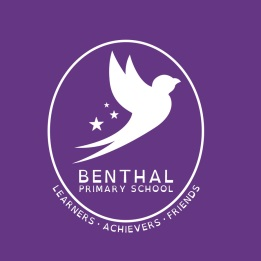 BENTHAL
PRIMARY SCHOOL
LEARNERS · ACHIEVERS · FRIENDS